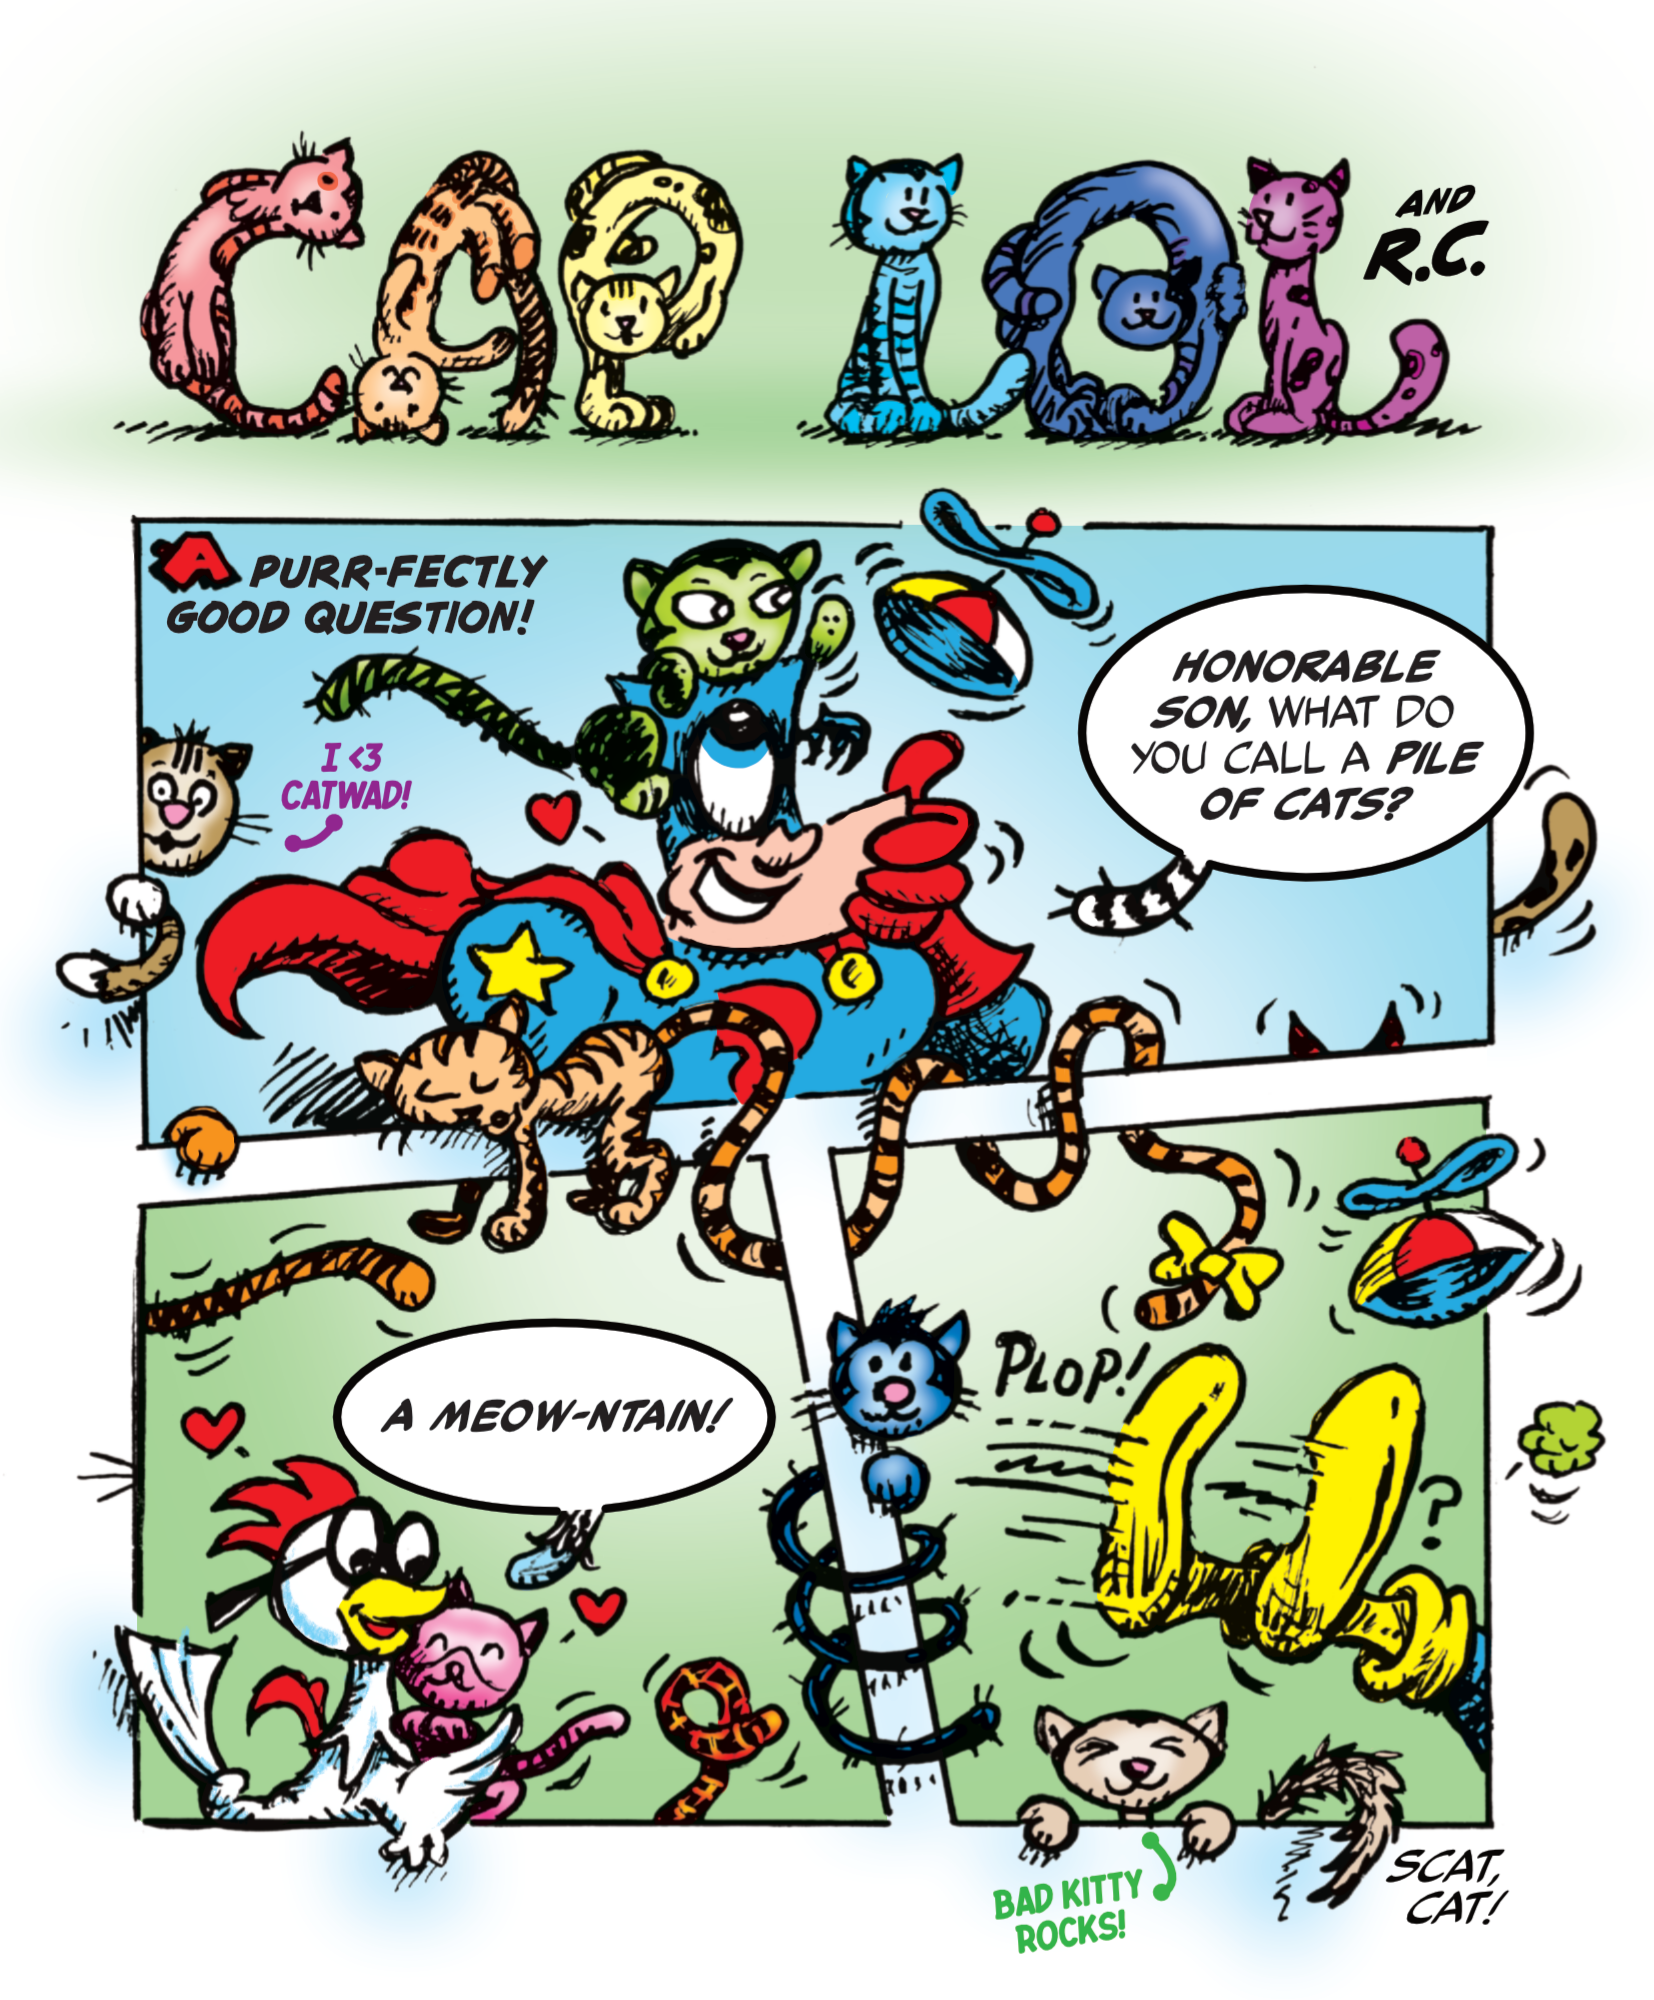 CAP LOL
AND
R.C.
A PURR-FECTLY
GOOD QUESTION!
I <3
CATWAD!
HONORABLE
SON, WHAT DO
YOU CALL A PILE
OF CATS?
A MEOW-NTAIN!
PLOP!
?
BAD KITTY
ROCKS!
SCAT,
CAT!